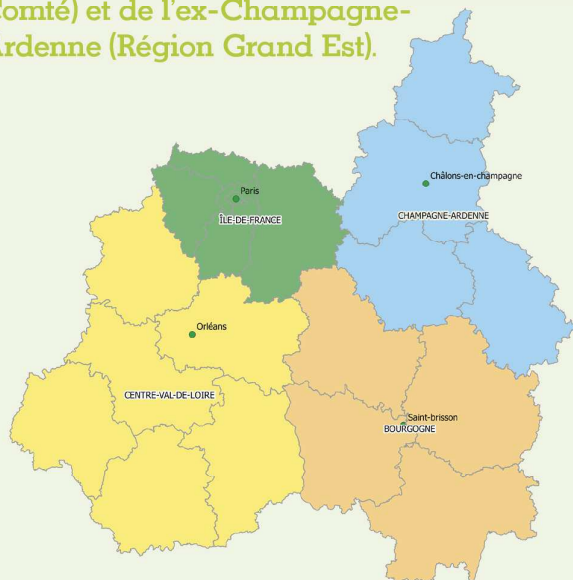 Comté) et de l'ex-Champagne-
Ardenne (Région Grand Est).
Châlons-en-champagne
Paris
CHAMPAGNE-ARDENNE
ÎLE-DE-FRANCE
Orléans
CENTRE-VAL-DE-LOIRE
Saint-brisson
BOURGOGNE